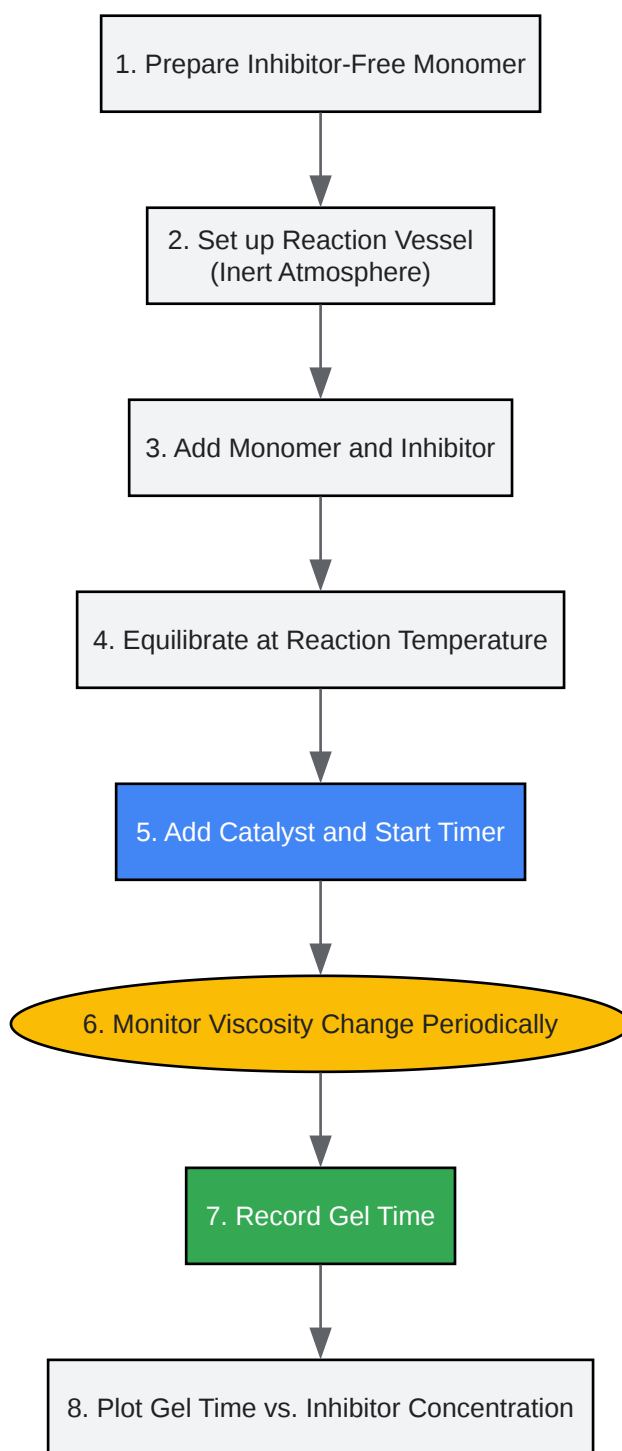 1. Prepare Inhibitor-Free Monomer
2. Set up Reaction Vessel
(Inert Atmosphere)
3. Add Monomer and Inhibitor
4. Equilibrate at Reaction Temperature
5. Add Catalyst and Start Timer
6. Monitor Viscosity Change Periodically
7. Record Gel Time
8. Plot Gel Time vs. Inhibitor Concentration